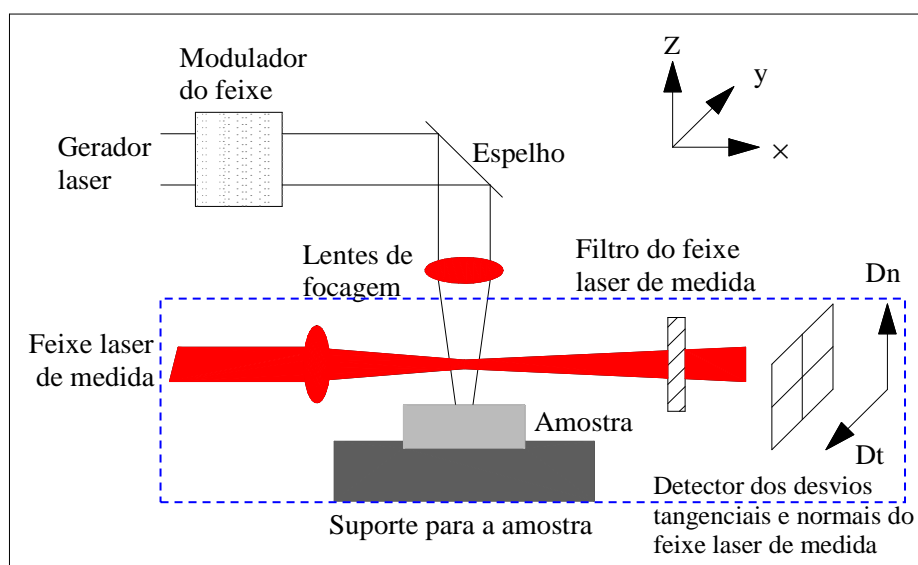 Modulador
do feixe
Z
y
×
Gerador
laser
Espelho
Lentes de
focagem
Filtro do feixe
laser de medida
Dn
Feixe laser
de medida
Amostra
Dt
Suporte para a amostra
Detector dos desvios
tangenciais e normais do
feixe laser de medida